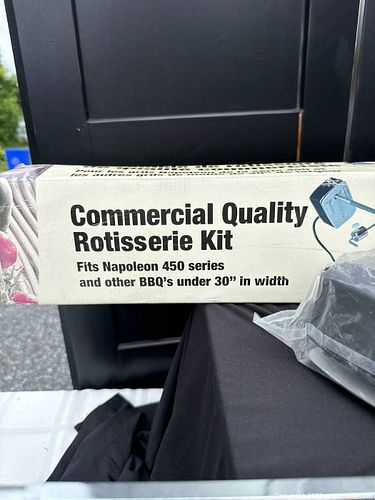 Commercial Quality
Rotisserie Kit
Fits Napoleon 450 series
and other BBQ's under 30" in width